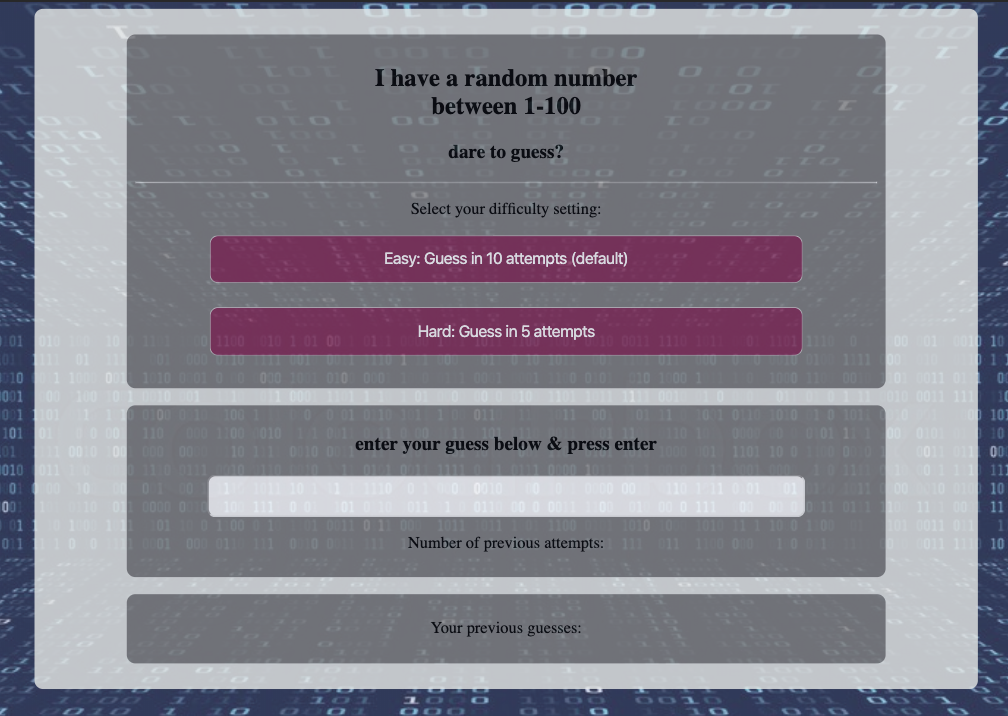 I have a random number
between 1-100
dare to guess?
Select your difficulty setting:
Easy: Guess in 10 attempts (default)
Hard: Guess in 5 attempts
enter your guess below & press enter
Number of previous attempts:
Your previous guesses: